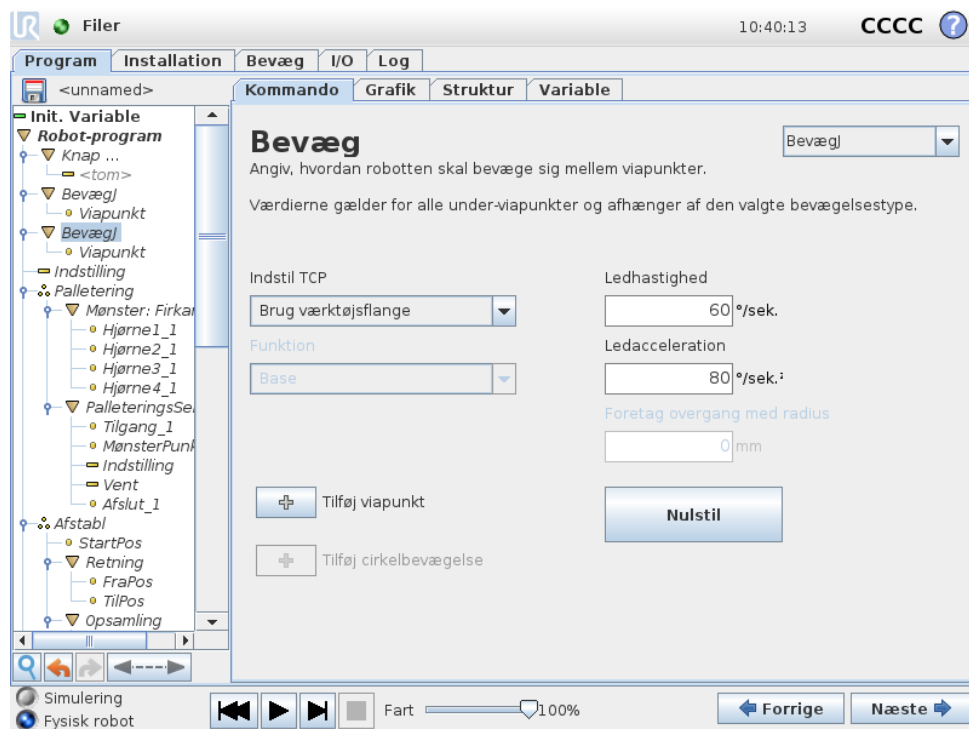 UR Filer 10:40:13 CCCC ?
Program Installation Bevæg I/O Log
<unnamed>
Kommando Grafik Struktur Variable
Init. Variable
Robot-program
Knap ...
<tom>
BevægJ
Viapunkt
BevægJ
Viapunkt
Indstilling
Palletering
Mønster: Firkar
Hjørne1_1
Hjørne2_1
Hjørne3_1
Hjørne4_1
PalleteringsSe
Tilgang_1
MønsterPunk
Indstilling
Vent
Afslut_1
Afstabl
StartPos
Retning
FraPos
TilPos
Opsamling
Bevæg
BevægJ
Angiv, hvordan robotten skal bevæge sig mellem viapunkter.
Værdierne gælder for alle under-viapunkter og afhænger af den valgte bevægelsestype.
Indstil TCP
Brug værktøjsflange
Funktion
Base
Ledhastighed
60 °/sek.
Ledacceleration
80 °/sek.²
Foretag overgang med radius
0 mm
Tilføj viapunkt
Tilføj cirkelbevægelse
Nulstil
Simulering
Fysisk robot
Fart 100%
Forrige
Næste